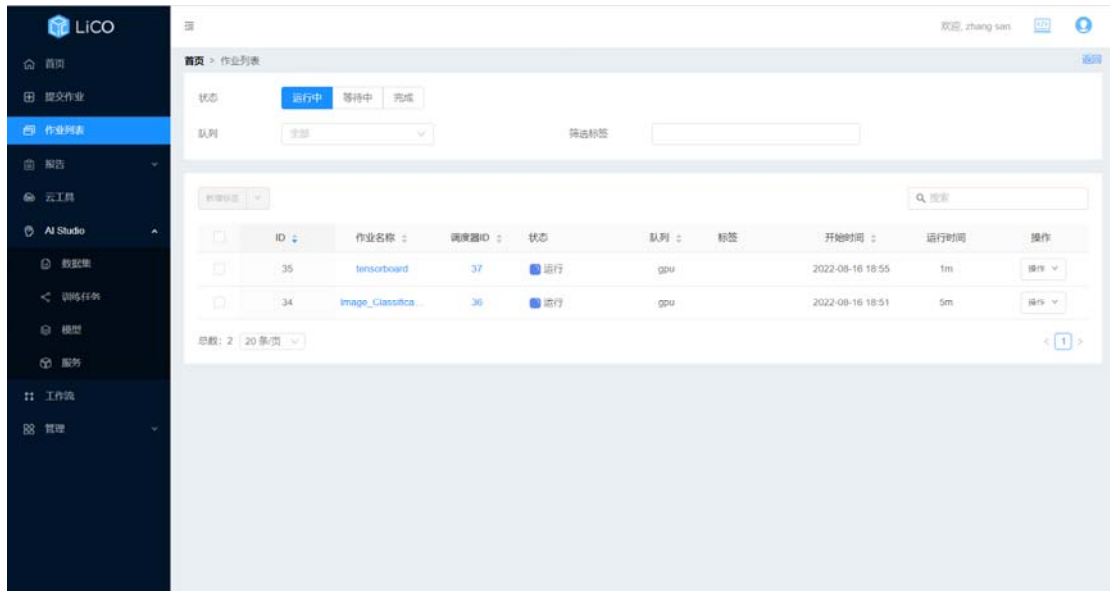 LiCO
欢迎, zhang san
首页
提交作业
作业列表
报告
云工具
AI Studio
数据集
训练任务
模型
服务
工作流
管理
首页 > 作业列表
返回
状态 运行中 等待中 完成
队列 全部 筛选标签
新增标签 搜索
ID 作业名称 调度器ID 状态 队列 标签 开始时间 运行时间 操作
35 tensorboard 37 运行 gpu 2022-08-16 18:55 1m 操作
34 Image_Classifica... 36 运行 gpu 2022-08-16 18:51 5m 操作
总数: 2 20 条/页 1